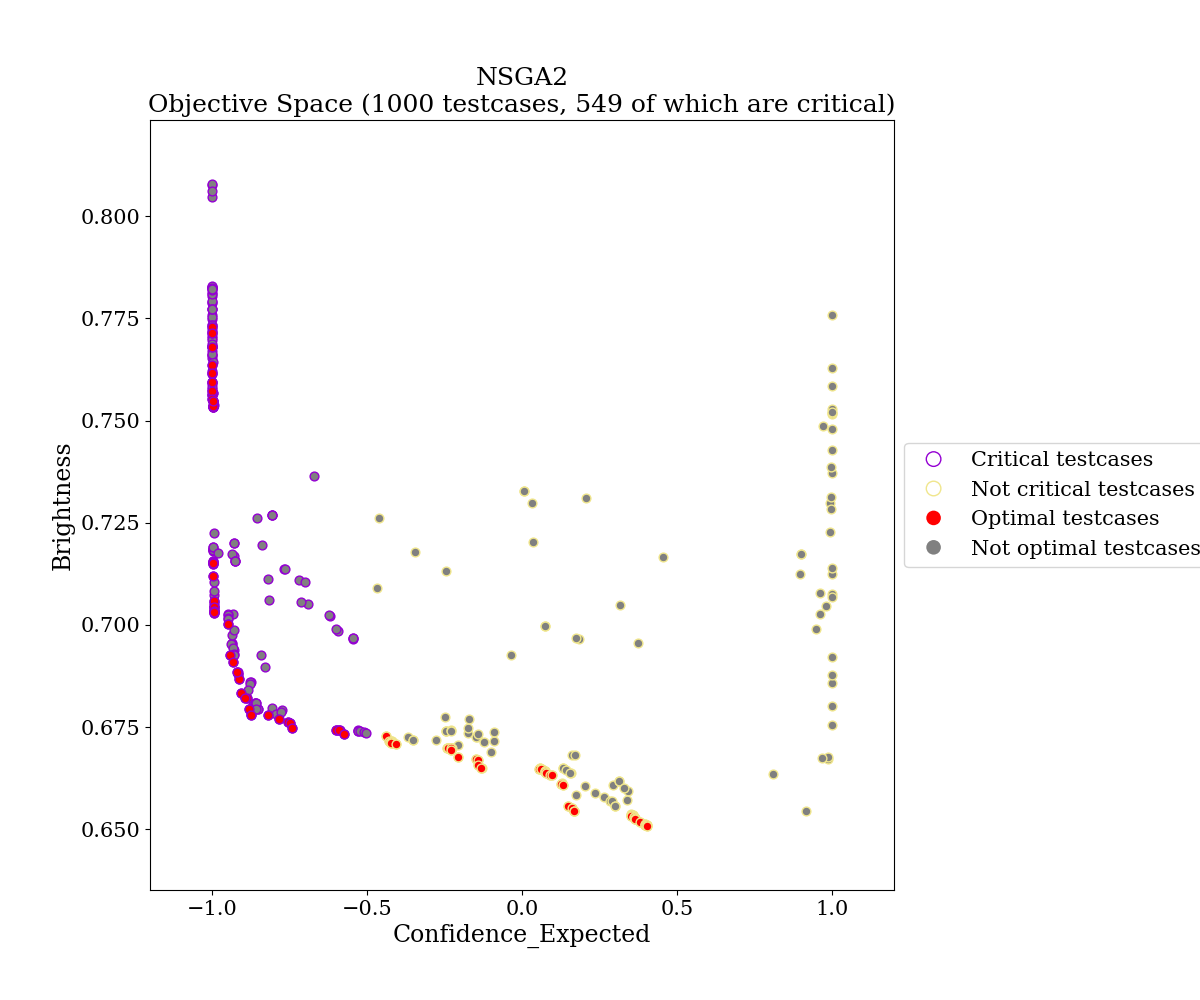 NSGA2
Objective Space (1000 testcases, 549 of which are critical)
0.800
0.775
0.750
0.725
0.700
0.675
0.650
Brightness
−1.0
−0.5
0.0
0.5
1.0
Confidence_Expected
Critical testcases
Not critical testcases
Optimal testcases
Not optimal testcases